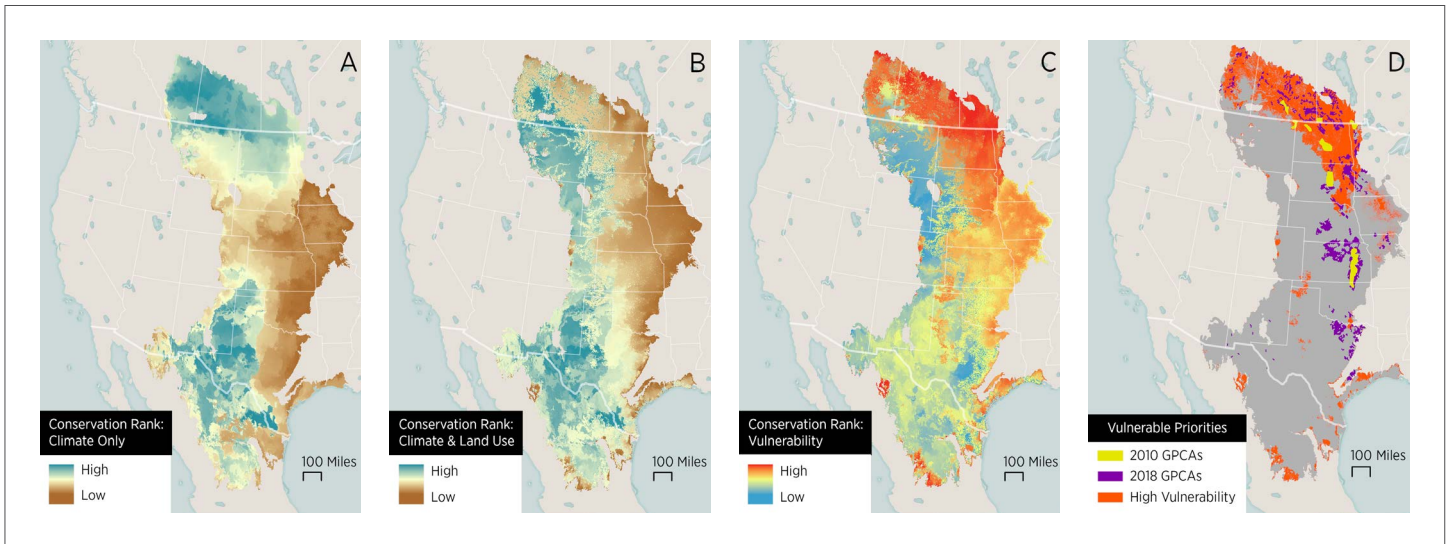 A
Conservation Rank:
Climate Only
High
Low
100 Miles
B
Conservation Rank:
Climate & Land Use
High
Low
100 Miles
C
Conservation Rank:
Vulnerability
High
Low
100 Miles
D
Vulnerable Priorities
2010 GPCAs
2018 GPCAs
High Vulnerability
100 Miles